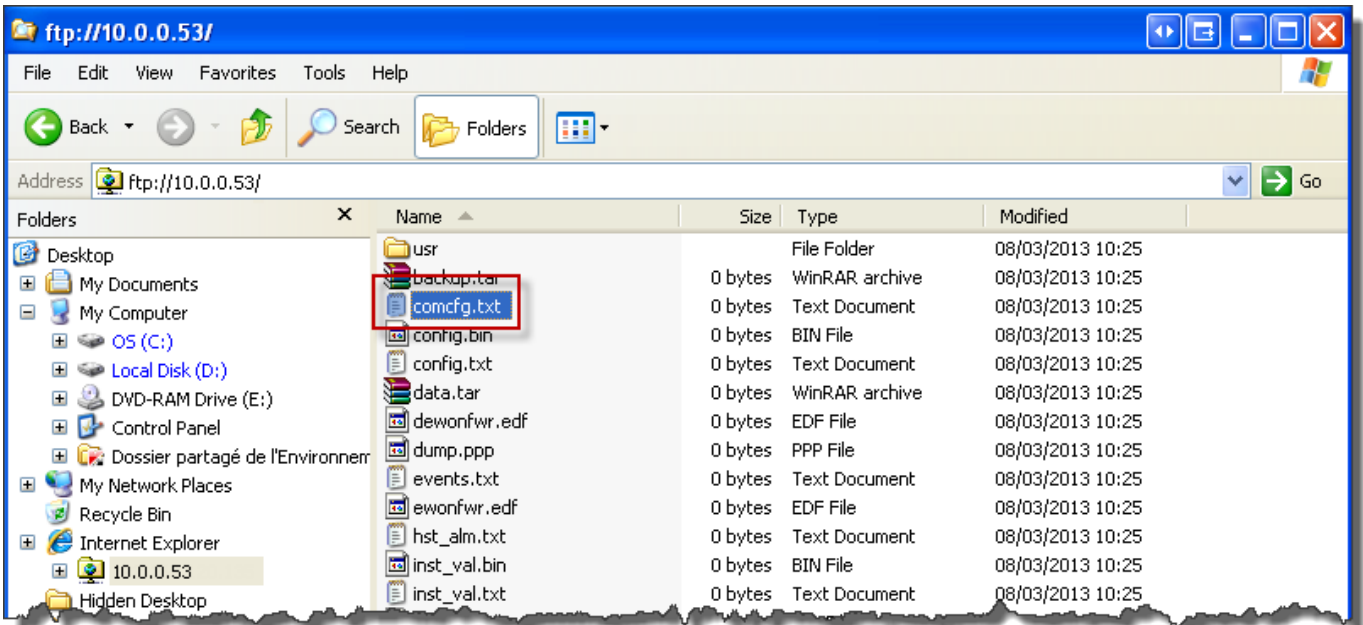 ftp://10.0.0.53/
File Edit View Favorites Tools Help
Back Search Folders
Address ftp://10.0.0.53/ Go
Folders X Name Size Type Modified
Desktop usr File Folder 08/03/2013 10:25
My Documents backup.tar 0 bytes WinRAR archive 08/03/2013 10:25
My Computer comcfg.txt 0 bytes Text Document 08/03/2013 10:25
OS (C:) config.bin 0 bytes BIN File 08/03/2013 10:25
Local Disk (D:) config.txt 0 bytes Text Document 08/03/2013 10:25
DVD-RAM Drive (E:) data.tar 0 bytes WinRAR archive 08/03/2013 10:25
Control Panel dewonfwr.edf 0 bytes EDF File 08/03/2013 10:25
Dossier partagé de l'Environnem dump.ppp 0 bytes PPP File 08/03/2013 10:25
My Network Places events.txt 0 bytes Text Document 08/03/2013 10:25
Recycle Bin ewonfwr.edf 0 bytes EDF File 08/03/2013 10:25
Internet Explorer hst_alm.txt 0 bytes Text Document 08/03/2013 10:25
10.0.0.53 inst_val.bin 0 bytes BIN File 08/03/2013 10:25
Hidden Desktop inst_val.txt 0 bytes Text Document 08/03/2013 10:25